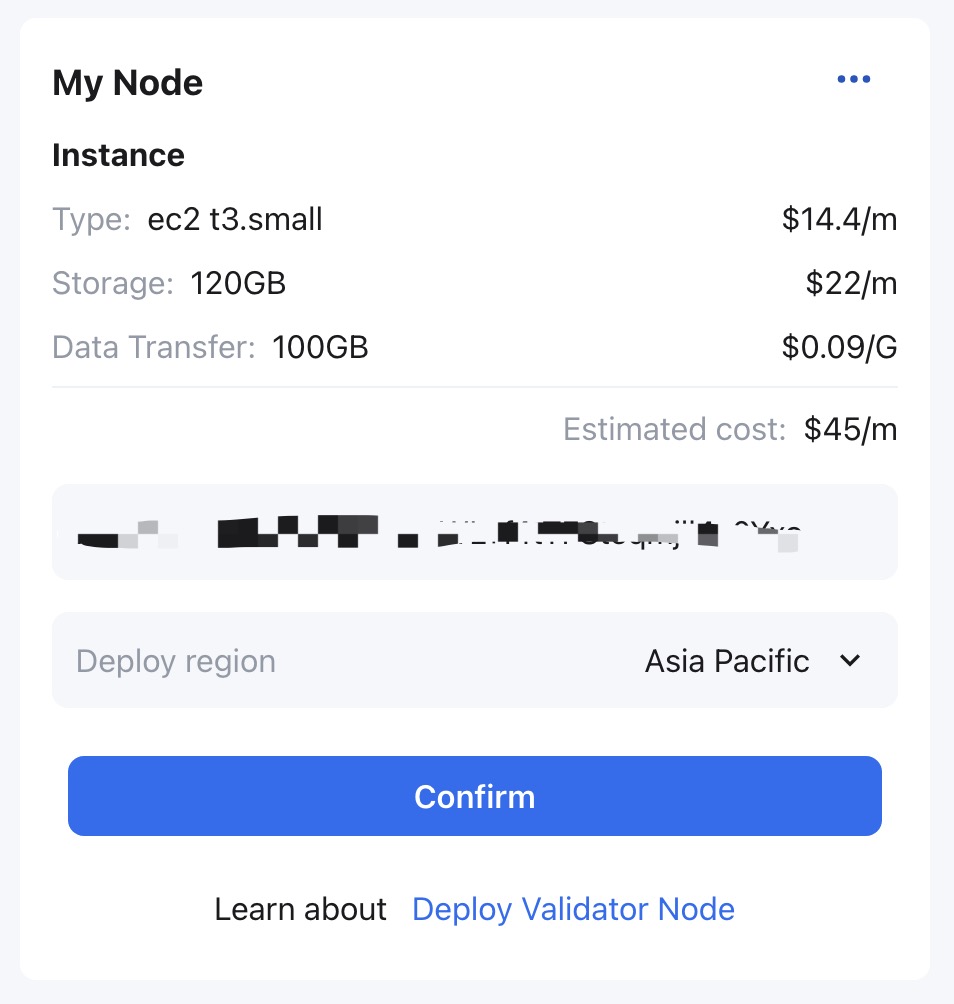 My Node
Instance
Type: ec2 t3.small $14.4/m
Storage: 120GB $22/m
Data Transfer: 100GB $0.09/G
Estimated cost: $45/m
Deploy region Asia Pacific
Confirm
Learn about Deploy Validator Node